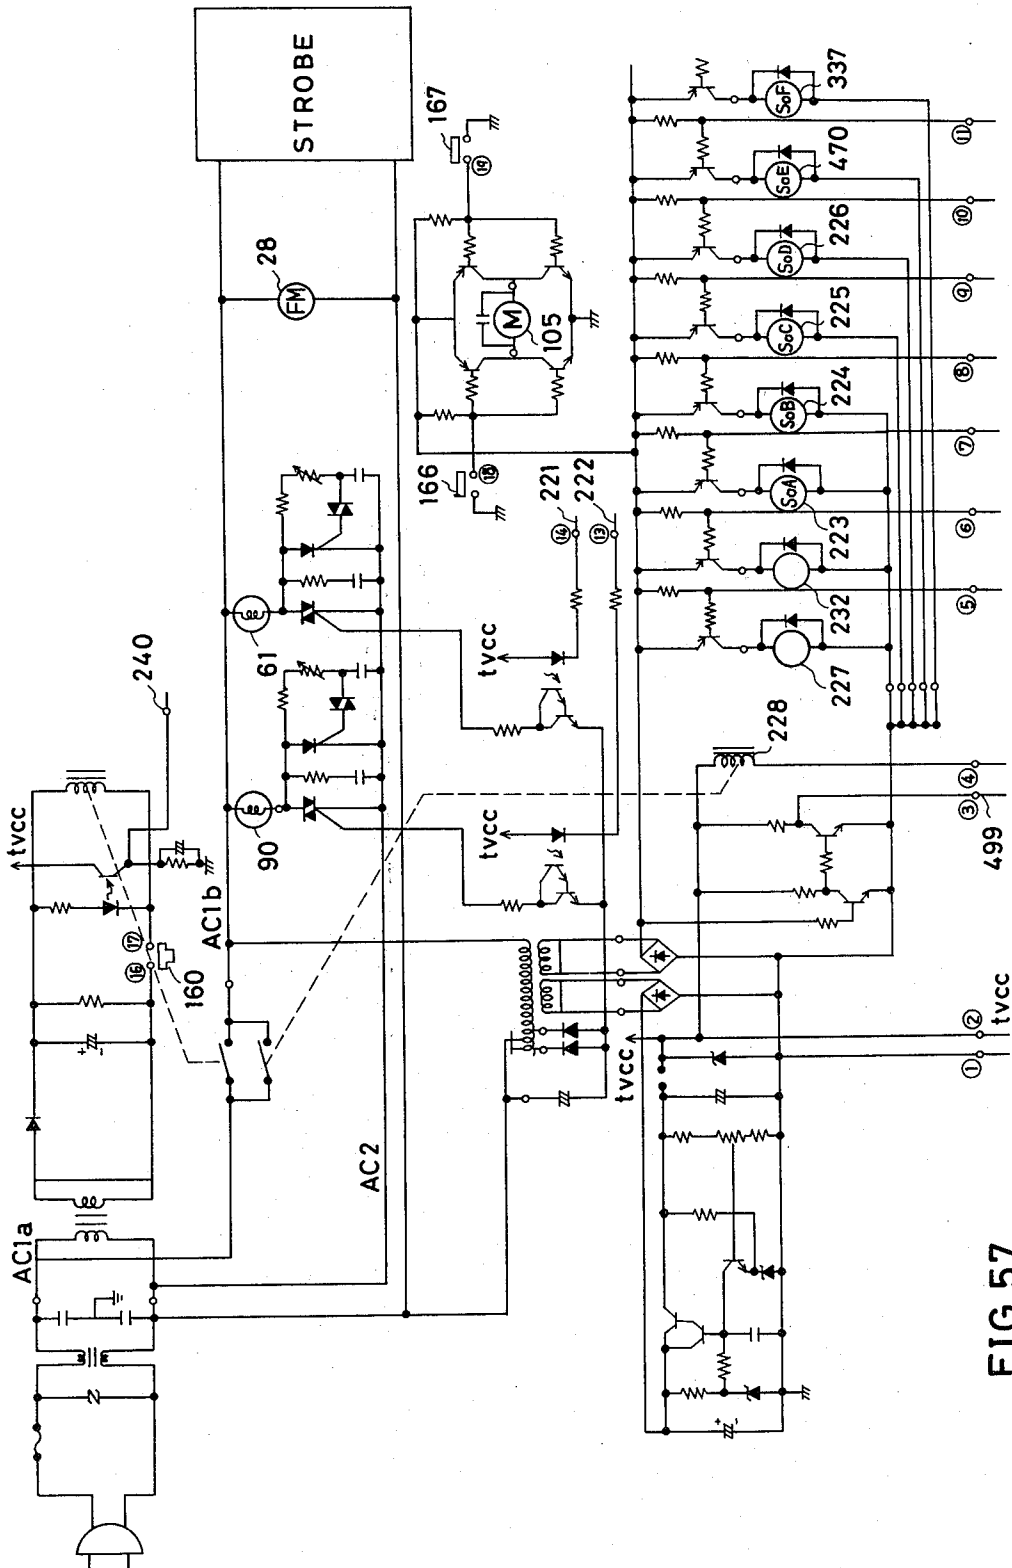 STROBE
28
FM
167
⑲
M
105
166
⑱
61
90
240
tvcc
⑰
⑯
160
AC1b
AC1a
AC2
221
⑭
222
⑬
tvcc
tvcc
tvcc
228
④
③
499
②
tvcc
①
SoF
337
⑪
SoE
470
⑩
SoD
226
⑨
SoC
225
⑧
SoB
224
⑦
SoA
223
⑥
232
⑤
227
FIG.57